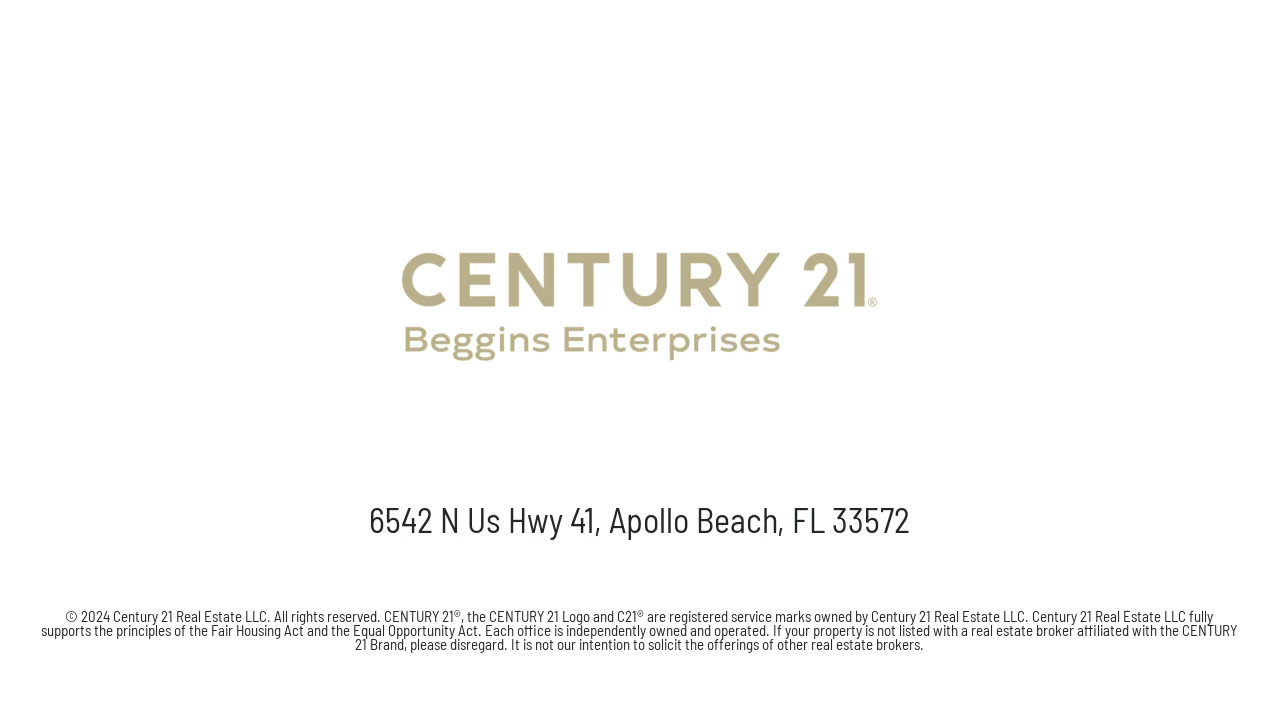 CENTURY 21®
Beggins Enterprises
6542 N Us Hwy 41, Apollo Beach, FL 33572
© 2024 Century 21 Real Estate LLC. All rights reserved. CENTURY 21®, the CENTURY 21 Logo and C21® are registered service marks owned by Century 21 Real Estate LLC. Century 21 Real Estate LLC fully
supports the principles of the Fair Housing Act and the Equal Opportunity Act. Each office is independently owned and operated. If your property is not listed with a real estate broker affiliated with the CENTURY
21 Brand, please disregard. It is not our intention to solicit the offerings of other real estate brokers.